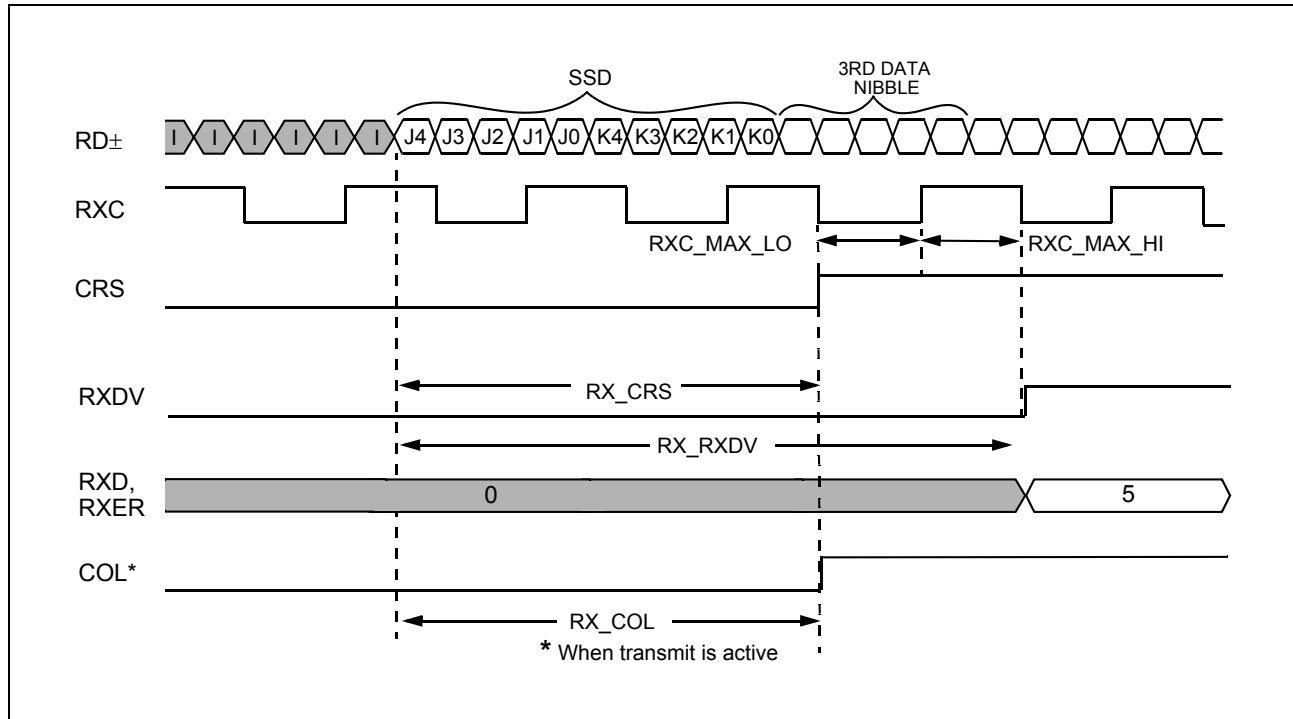 SSD
3RD DATA
NIBBLE
RD±
I I I I I I J4 J3 J2 J1 J0 K4 K3 K2 K1 K0
RXC
RXC_MAX_LO
RXC_MAX_HI
CRS
RX_CRS
RXDV
RX_RXDV
RXD,
RXER
0
5
COL*
RX_COL
* When transmit is active